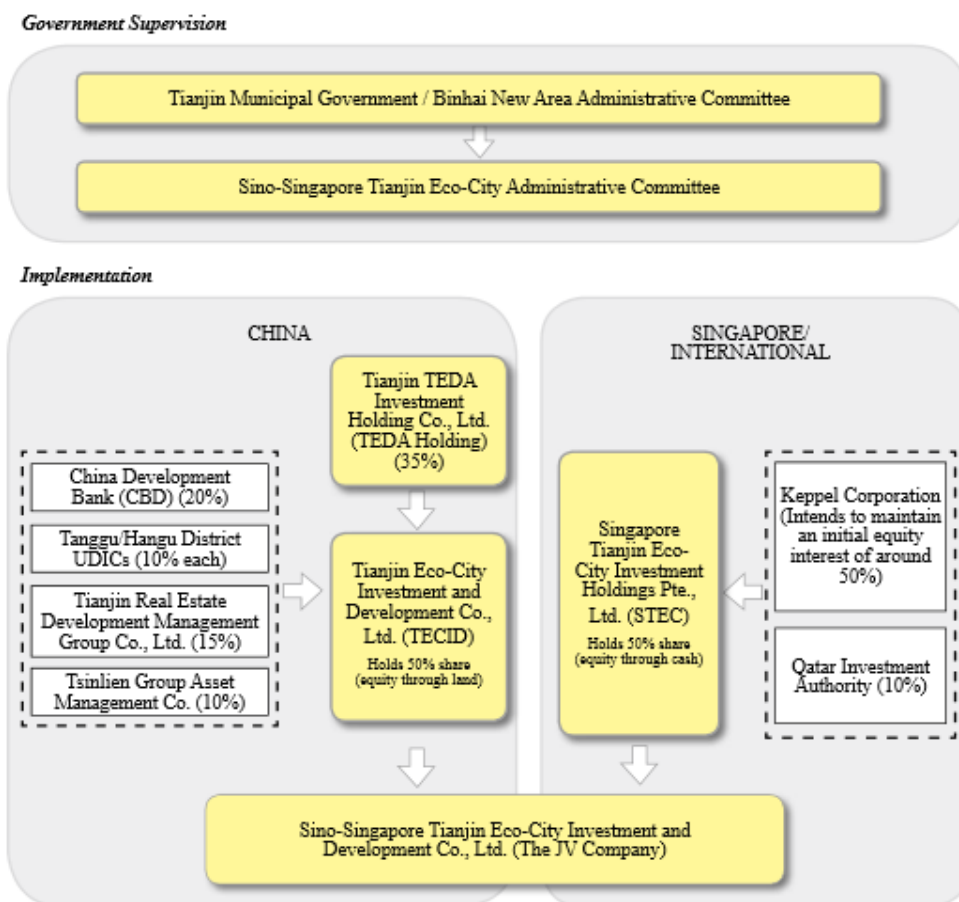 Government Supervision
Tianjin Municipal Government / Binhai New Area Administrative Committee
Sino-Singapore Tianjin Eco-City Administrative Committee
Implementation
CHINA
Tianjin TEDA
Investment
Holding Co., Ltd.
(TEDA Holding)
(35%)
China Development
Bank (CBD) (20%)
Tanggu/Hangu District
UDICs (10% each)
Tianjin Real Estate
Development Management
Group Co., Ltd. (15%)
Tsinlien Group Asset
Management Co. (10%)
Tianjin Eco-City
Investment
and Development Co.,
Ltd. (TECID)
Holds 50% share
(equity through land)
SINGAPORE/
INTERNATIONAL
Singapore
Tianjin Eco-
City Investment
Holdings Pte.,
Ltd. (STEC)
Holds 50% share
(equity through cash)
Keppel Corporation
(Intends to maintain
an initial equity
interest of around
50%)
Qatar Investment
Authority (10%)
Sino-Singapore Tianjin Eco-City Investment and
Development Co., Ltd. (The JV Company)